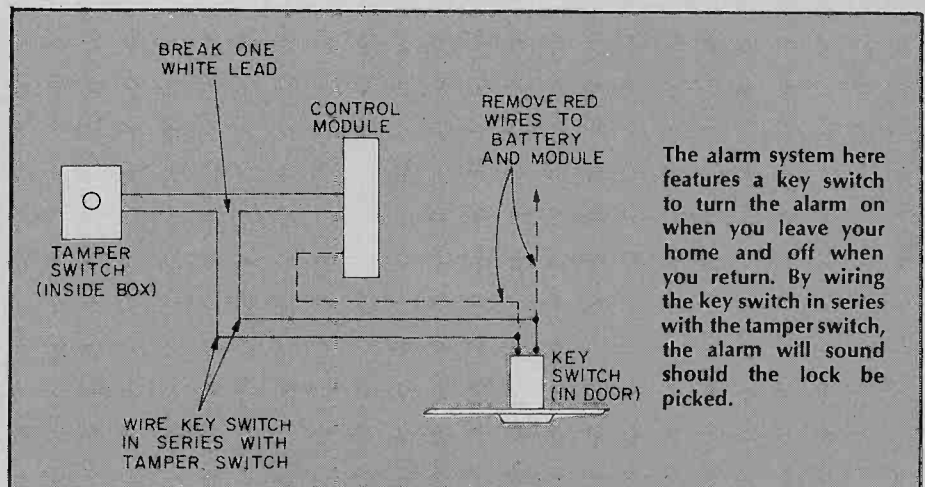 BREAK ONE
WHITE LEAD
CONTROL
MODULE
REMOVE RED
WIRES TO
BATTERY
AND MODULE
TAMPER
SWITCH
(INSIDE BOX)
KEY
SWITCH
(IN DOOR)
WIRE KEY SWITCH
IN SERIES WITH
TAMPER SWITCH
The alarm system here
features a key switch
to turn the alarm on
when you leave your
home and off when
you return. By wiring
the key switch in series
with the tamper switch,
the alarm will sound
should the lock be
picked.